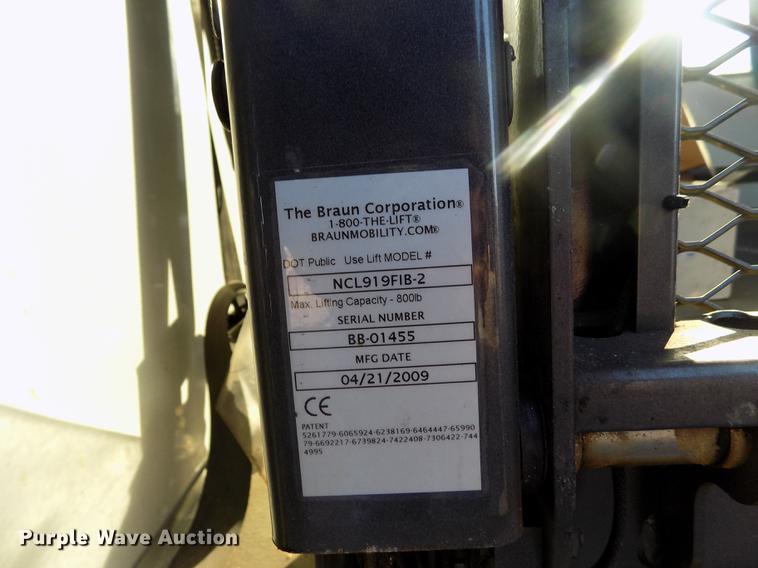 The Braun Corporation®
1-800-THE-LIFT®
BRAUNMOBILITY.COM®
DOT Public Use Lift MODEL #
NCL919FIB-2
Max. Lifting Capacity - 800lb
SERIAL NUMBER
BB-01455
MFG DATE
04/21/2009
CE
PATENT
5261779-6065924-6238169-6464447-65990
79-6692217-6739824-7422408-7306422-744
4995
Purple Wave Auction